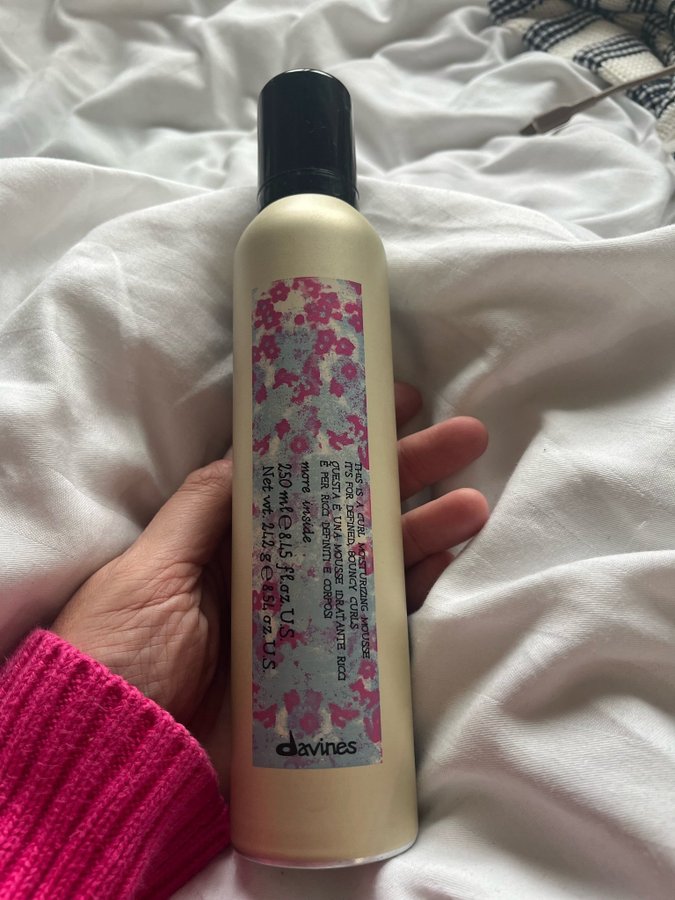 THIS IS A CURL MOISTURIZING MOUSSE
IT'S FOR DEFINED, BOUNCY CURLS
QUESTA È UNA MOUSSE IDRATANTE RICCI
È PER RICCI DEFINITI E CORPOSI
more inside
250 ml ℮ 8.45 fl.oz U.S
Net wt. 242 g ℮ 8.54 oz U.S
davines